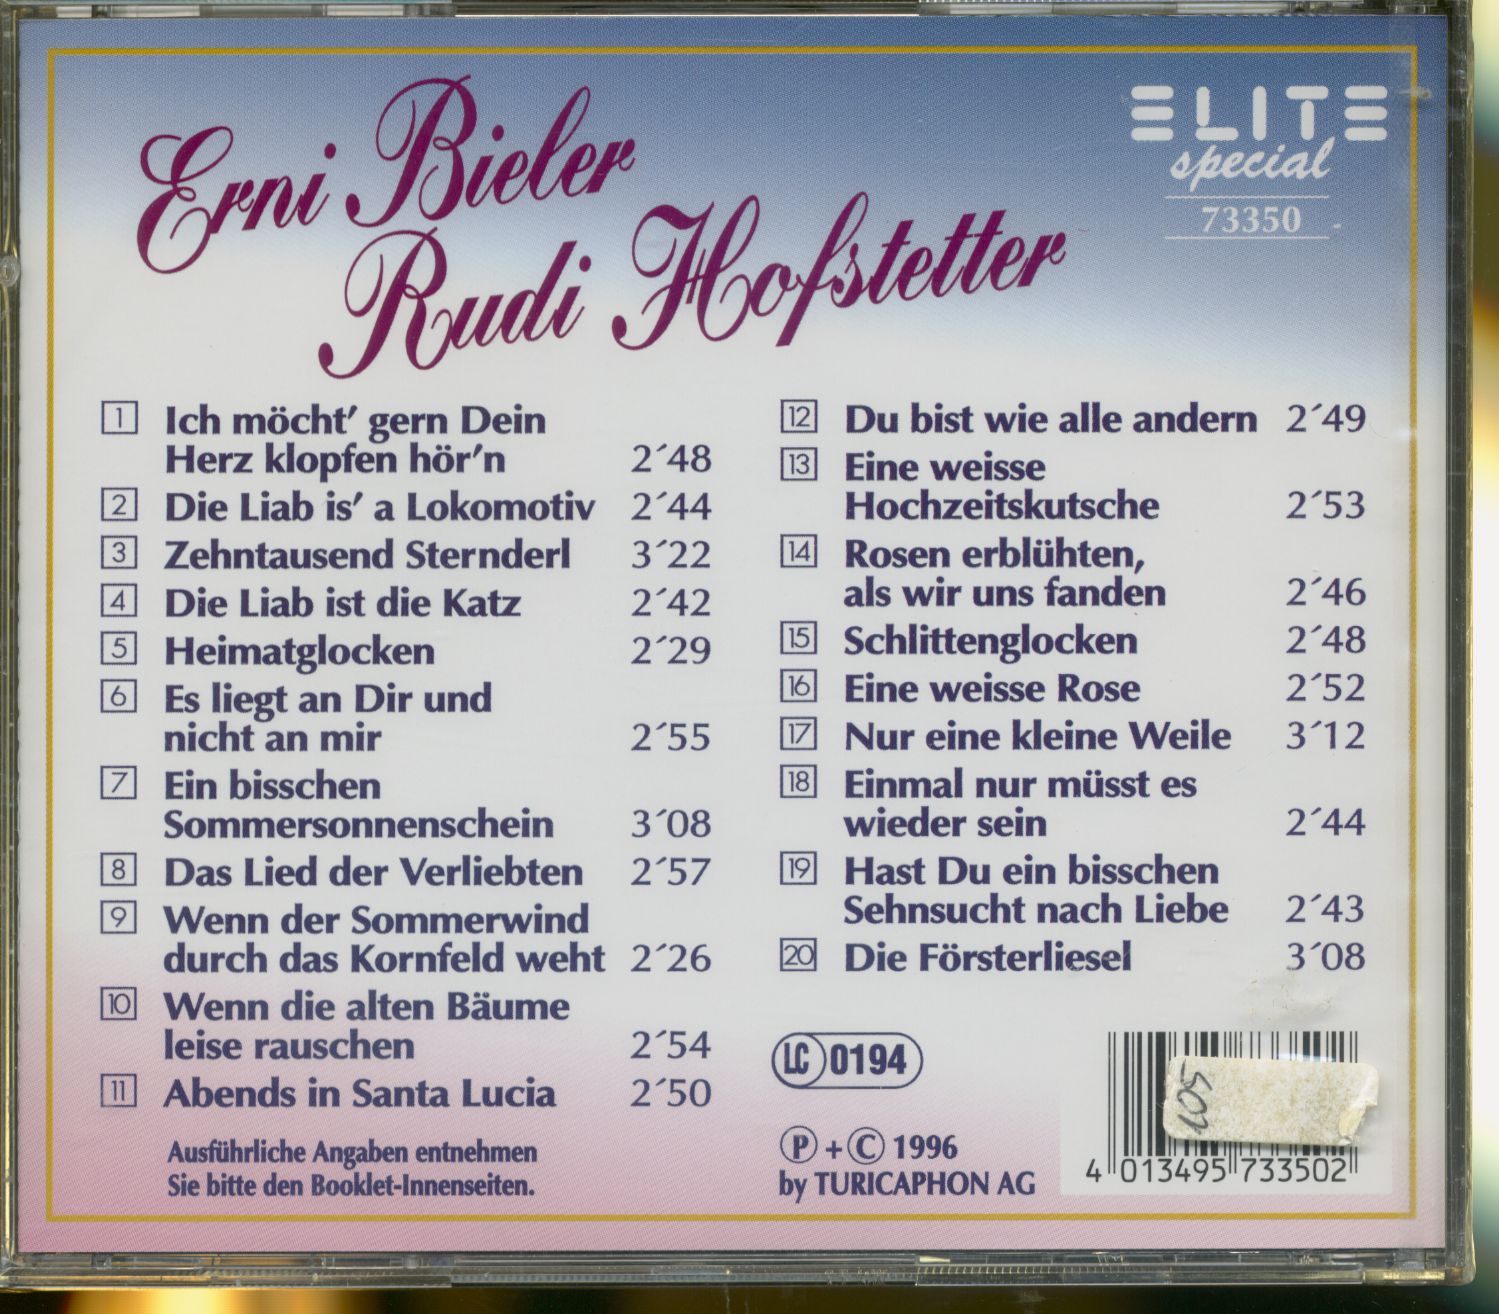 Erni Bieler
Rudi Hofstetter
ELITE
special
73350
1 Ich möcht’ gern Dein
Herz klopfen hör’n 2´48
2 Die Liab is’ a Lokomotiv 2´44
3 Zehntausend Sternderl 3´22
4 Die Liab ist die Katz 2´42
5 Heimatglocken 2´29
6 Es liegt an Dir und
nicht an mir 2´55
7 Ein bisschen
Sommersonnenschein 3´08
8 Das Lied der Verliebten 2´57
9 Wenn der Sommerwind
durch das Kornfeld weht 2´26
10 Wenn die alten Bäume
leise rauschen 2´54
11 Abends in Santa Lucia 2´50
Ausführliche Angaben entnehmen
Sie bitte den Booklet-Innenseiten.
12 Du bist wie alle andern 2´49
13 Eine weisse
Hochzeitskutsche 2´53
14 Rosen erblühten,
als wir uns fanden 2´46
15 Schlittenglocken 2´48
16 Eine weisse Rose 2´52
17 Nur eine kleine Weile 3´12
18 Einmal nur müsst es
wieder sein 2´44
19 Hast Du ein bisschen
Sehnsucht nach Liebe 2´43
20 Die Försterliesel 3´08
LC 0194
Ⓟ + Ⓒ 1996
by TURICAPHON AG
4 013495 733502